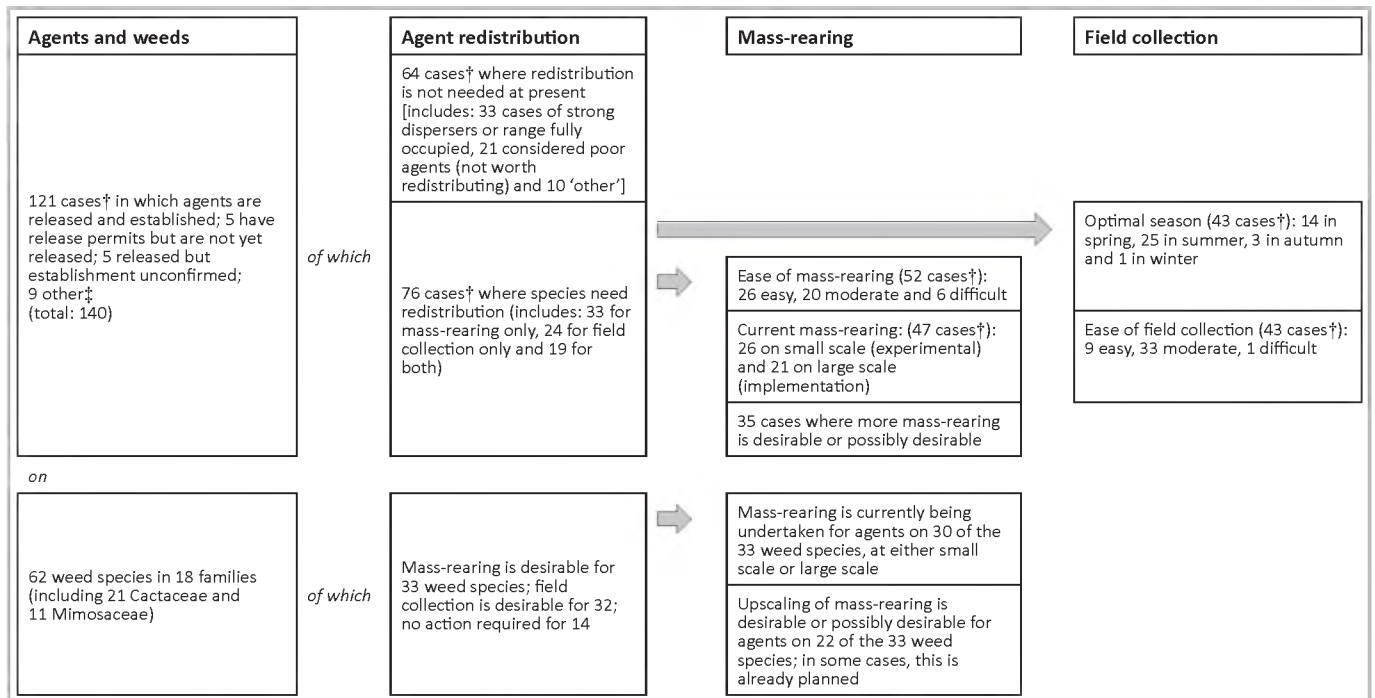 Agents and weeds
121 cases† in which agents are
released and established; 5 have
release permits but are not yet
released; 5 released but
establishment unconfirmed;
9 other‡
(total: 140)
of which
Agent redistribution
64 cases† where redistribution
is not needed at present
[includes: 33 cases of strong
dispersers or range fully
occupied, 21 considered poor
agents (not worth
redistributing) and 10 ‘other’]
76 cases† where species need
redistribution (includes: 33 for
mass-rearing only, 24 for field
collection only and 19 for
both)
Mass-rearing
Ease of mass-rearing (52 cases†):
26 easy, 20 moderate and 6 difficult
Current mass-rearing: (47 cases†):
26 on small scale (experimental)
and 21 on large scale
(implementation)
35 cases where more mass-rearing
is desirable or possibly desirable
Field collection
Optimal season (43 cases†): 14 in
spring, 25 in summer, 3 in autumn
and 1 in winter
Ease of field collection (43 cases†):
9 easy, 33 moderate, 1 difficult
on
62 weed species in 18 families
(including 21 Cactaceae and
11 Mimosaceae)
of which
Mass-rearing is desirable for
33 weed species; field
collection is desirable for 32;
no action required for 14
Mass-rearing is currently being
undertaken for agents on 30 of the
33 weed species, at either small
scale or large scale
Upscaling of mass-rearing is
desirable or possibly desirable for
agents on 22 of the 33 weed
species; in some cases, this is
already planned